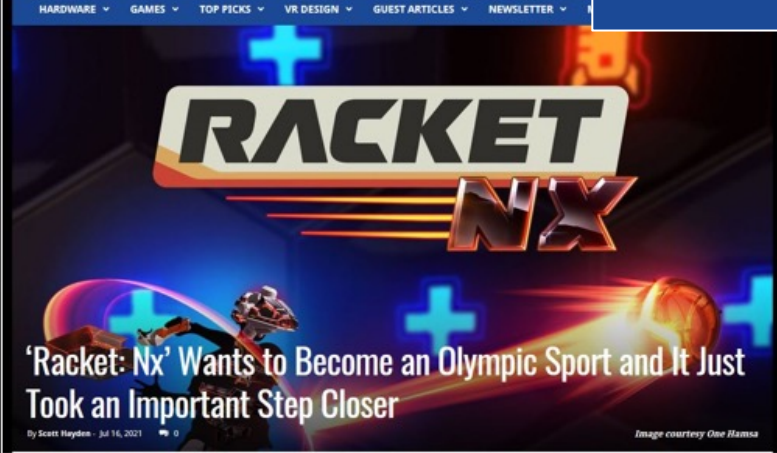 HARDWARE GAMES TOP PICKS VR DESIGN GUEST ARTICLES NEWSLETTER
RACKET
NX
‘Racket: Nx’ Wants to Become an Olympic Sport and It Just
Took an Important Step Closer
By Scott Hayden - Jul 16, 2021 0
Image courtesy One Hamsa